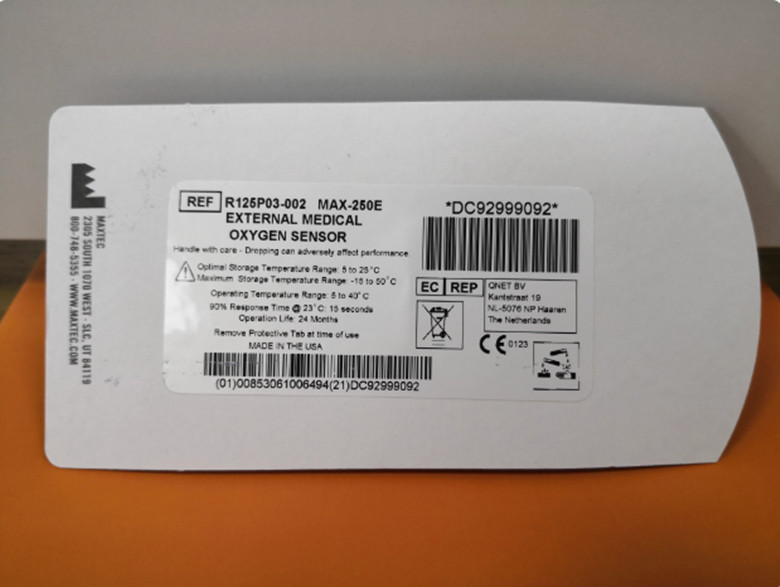 MAXTEC
2305 SOUTH 1070 WEST · SLC, UT 84119
800-748-5355 · WWW.MAXTEC.COM
REF R125P03-002 MAX-250E
EXTERNAL MEDICAL
OXYGEN SENSOR
Handle with care - Dropping can adversely affect performance
Optimal Storage Temperature Range: 5 to 25°C
Maximum Storage Temperature Range: -15 to 50°C
Operating Temperature Range: 5 to 40°C
90% Response Time @ 23°C: 15 seconds
Operation Life: 24 Months
Remove Protective Tab at time of use
MADE IN THE USA
(01)00853061006494(21)DC92999092
*DC92999092*
EC REP
QNET BV
Kantstraat 19
NL-5076 NP Haaren
The Netherlands
CE 0123